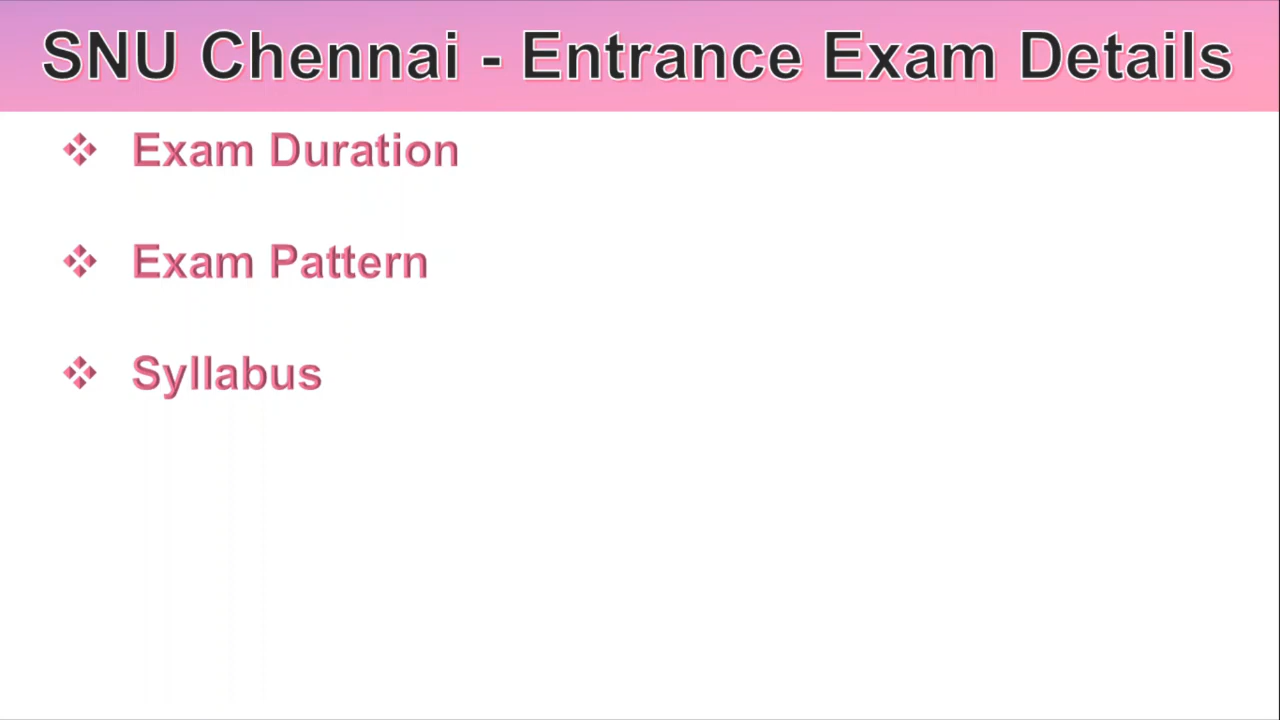 SNU Chennai - Entrance Exam Details
❖ Exam Duration
❖ Exam Pattern
❖ Syllabus